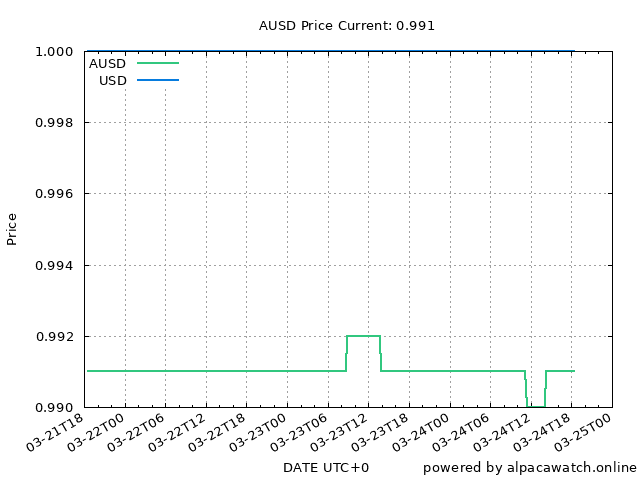 AUSD Price Current: 0.991
1.000
AUSD
USD
0.998
0.996
Price
0.994
0.992
0.990
03-21T18
03-22T00
03-22T06
03-22T12
03-22T18
03-23T00
03-23T06
03-23T12
03-23T18
03-24T00
03-24T06
03-24T12
03-24T18
03-25T00
DATE UTC+0
powered by alpacawatch.online